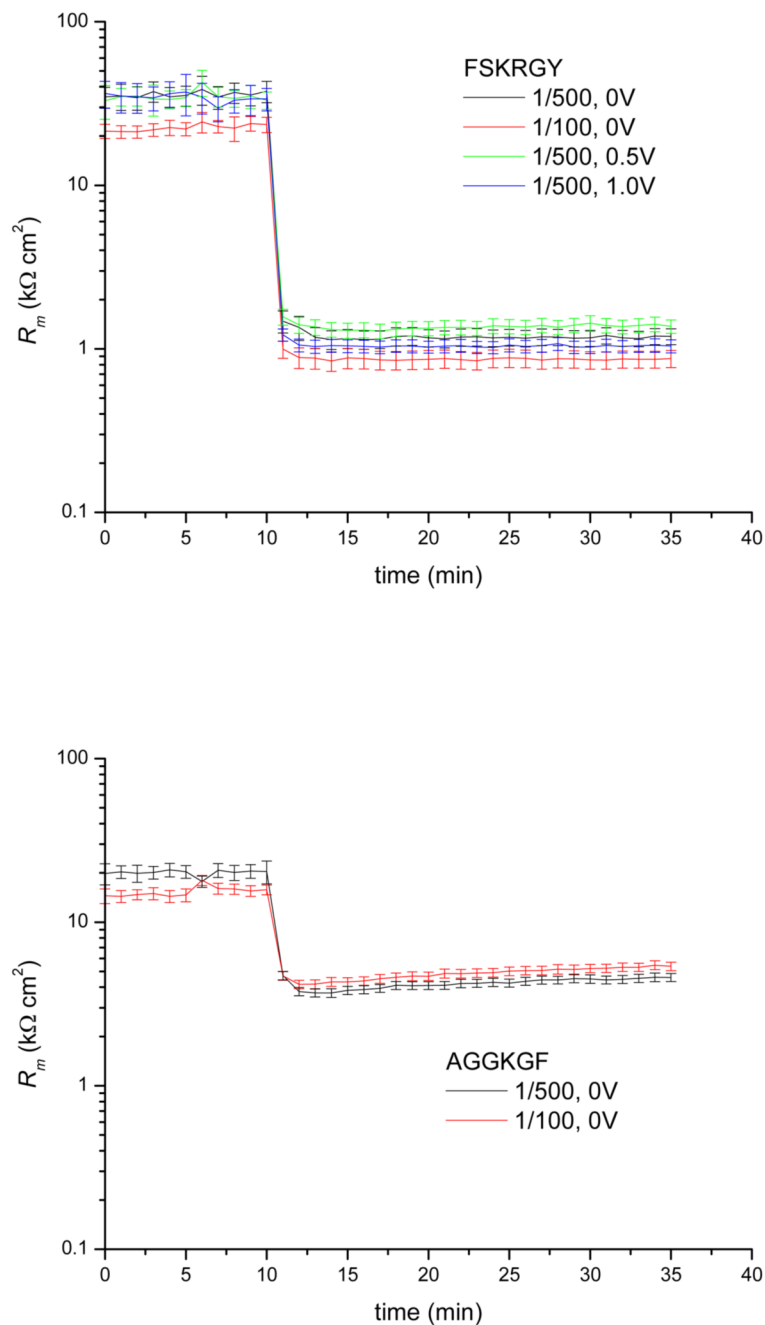 100
10
1
0.1
R_m (kΩ cm²)
FSKRGY
1/500, 0V
1/100, 0V
1/500, 0.5V
1/500, 1.0V
0 5 10 15 20 25 30 35 40
time (min)
100
10
1
0.1
R_m (kΩ cm²)
AGGKGF
1/500, 0V
1/100, 0V
0 5 10 15 20 25 30 35 40
time (min)